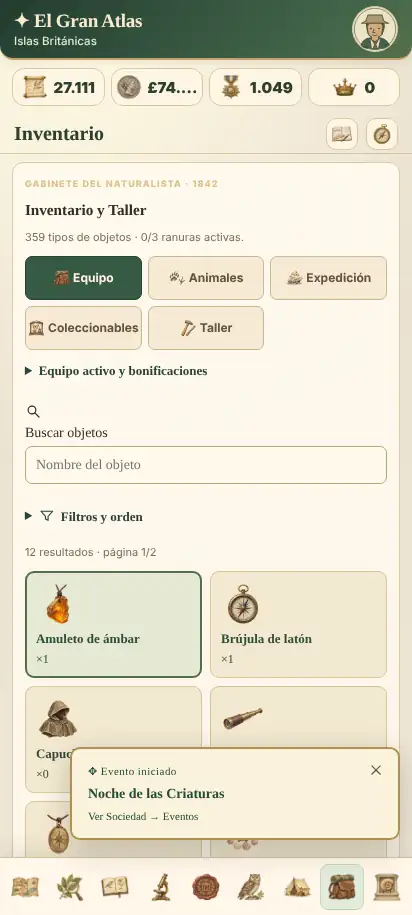 ✦ El Gran Atlas
Islas Británicas
27.111
£74....
1.049
0
Inventario
GABINETE DEL NATURALISTA · 1842
Inventario y Taller
359 tipos de objetos · 0/3 ranuras activas.
Equipo
Animales
Expedición
Coleccionables
Taller
Equipo activo y bonificaciones
Buscar objetos
Nombre del objeto
Filtros y orden
12 resultados · página 1/2
Amuleto de ámbar
×1
Brújula de latón
×1
×0
✥ Evento iniciado
Noche de las Criaturas
Ver Sociedad → Eventos